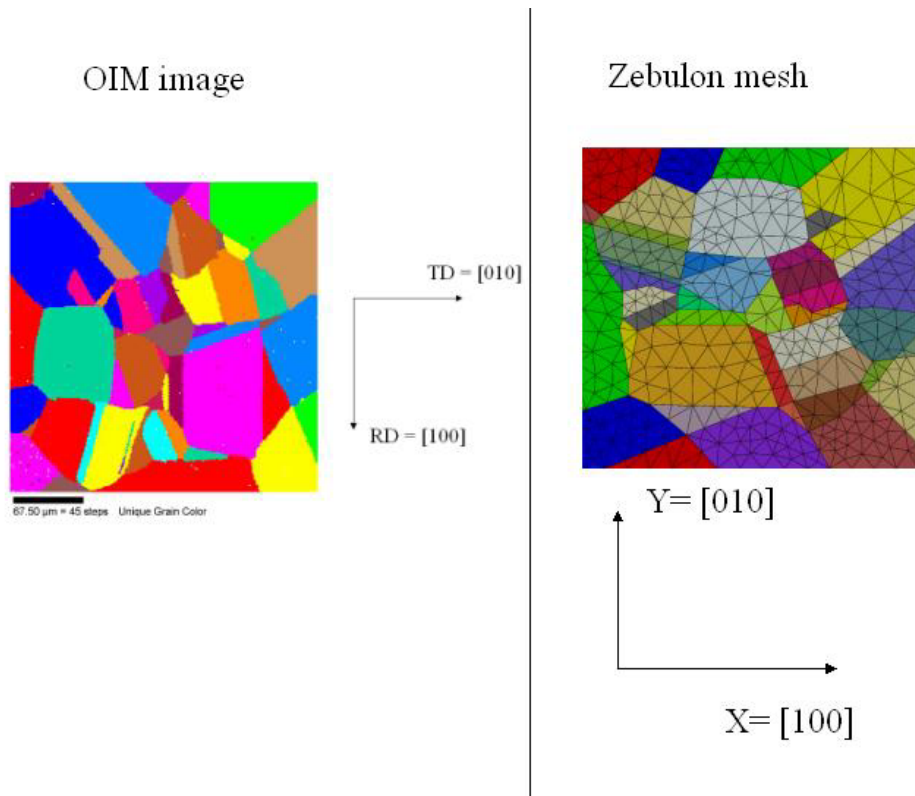 OIM image
TD = [010]
RD = [100]
67.50 µm = 45 steps Unique Grain Color
Zebulon mesh
Y= [010]
X= [100]